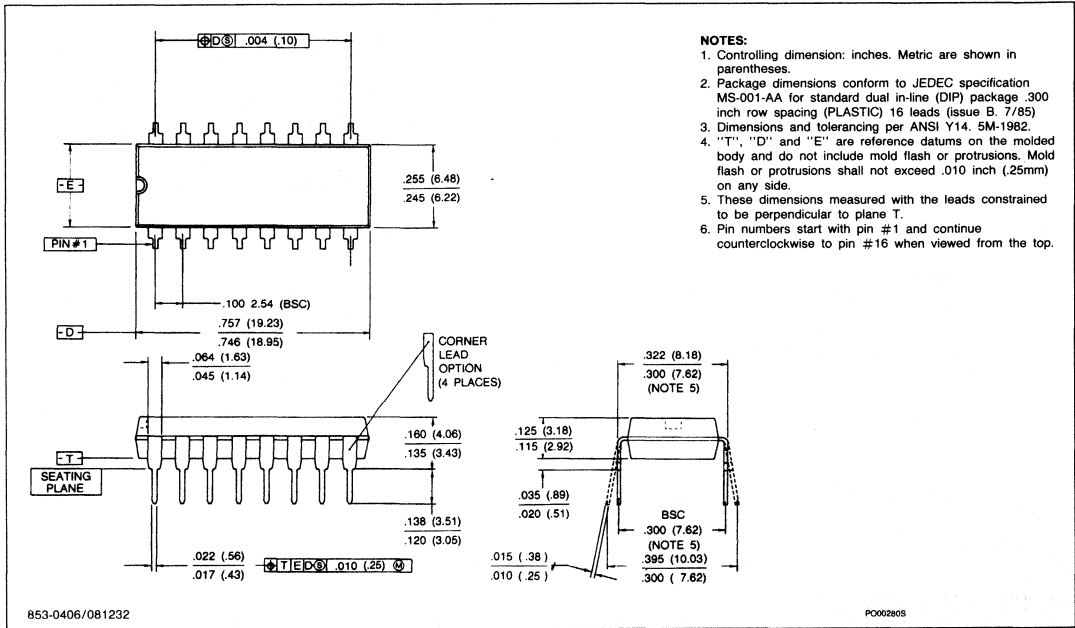 ⌖ D Ⓢ .004 (.10)
NOTES:
1. Controlling dimension: inches. Metric are shown in
parentheses.
2. Package dimensions conform to JEDEC specification
MS-001-AA for standard dual in-line (DIP) package .300
inch row spacing (PLASTIC) 16 leads (issue B. 7/85)
3. Dimensions and tolerancing per ANSI Y14. 5M-1982.
4. "T", "D" and "E" are reference datums on the molded
body and do not include mold flash or protrusions. Mold
flash or protrusions shall not exceed .010 inch (.25mm)
on any side.
5. These dimensions measured with the leads constrained
to be perpendicular to plane T.
6. Pin numbers start with pin #1 and continue
counterclockwise to pin #16 when viewed from the top.
- E -
.255 (6.48)
.245 (6.22)
PIN #1
.100 2.54 (BSC)
- D -
.757 (19.23)
.746 (18.95)
.064 (1.63)
.045 (1.14)
CORNER
LEAD
OPTION
(4 PLACES)
.160 (4.06)
.135 (3.43)
- T -
SEATING
PLANE
.138 (3.51)
.120 (3.05)
.022 (.56)
.017 (.43)
⌖ T E D Ⓢ .010 (.25) Ⓜ
.322 (8.18)
.300 (7.62)
(NOTE 5)
.125 (3.18)
.115 (2.92)
.035 (.89)
.020 (.51)
BSC
.300 (7.62)
(NOTE 5)
.395 (10.03)
.300 ( 7.62)
.015 ( .38)
.010 ( .25 )
853-0406/081232
PO00280S